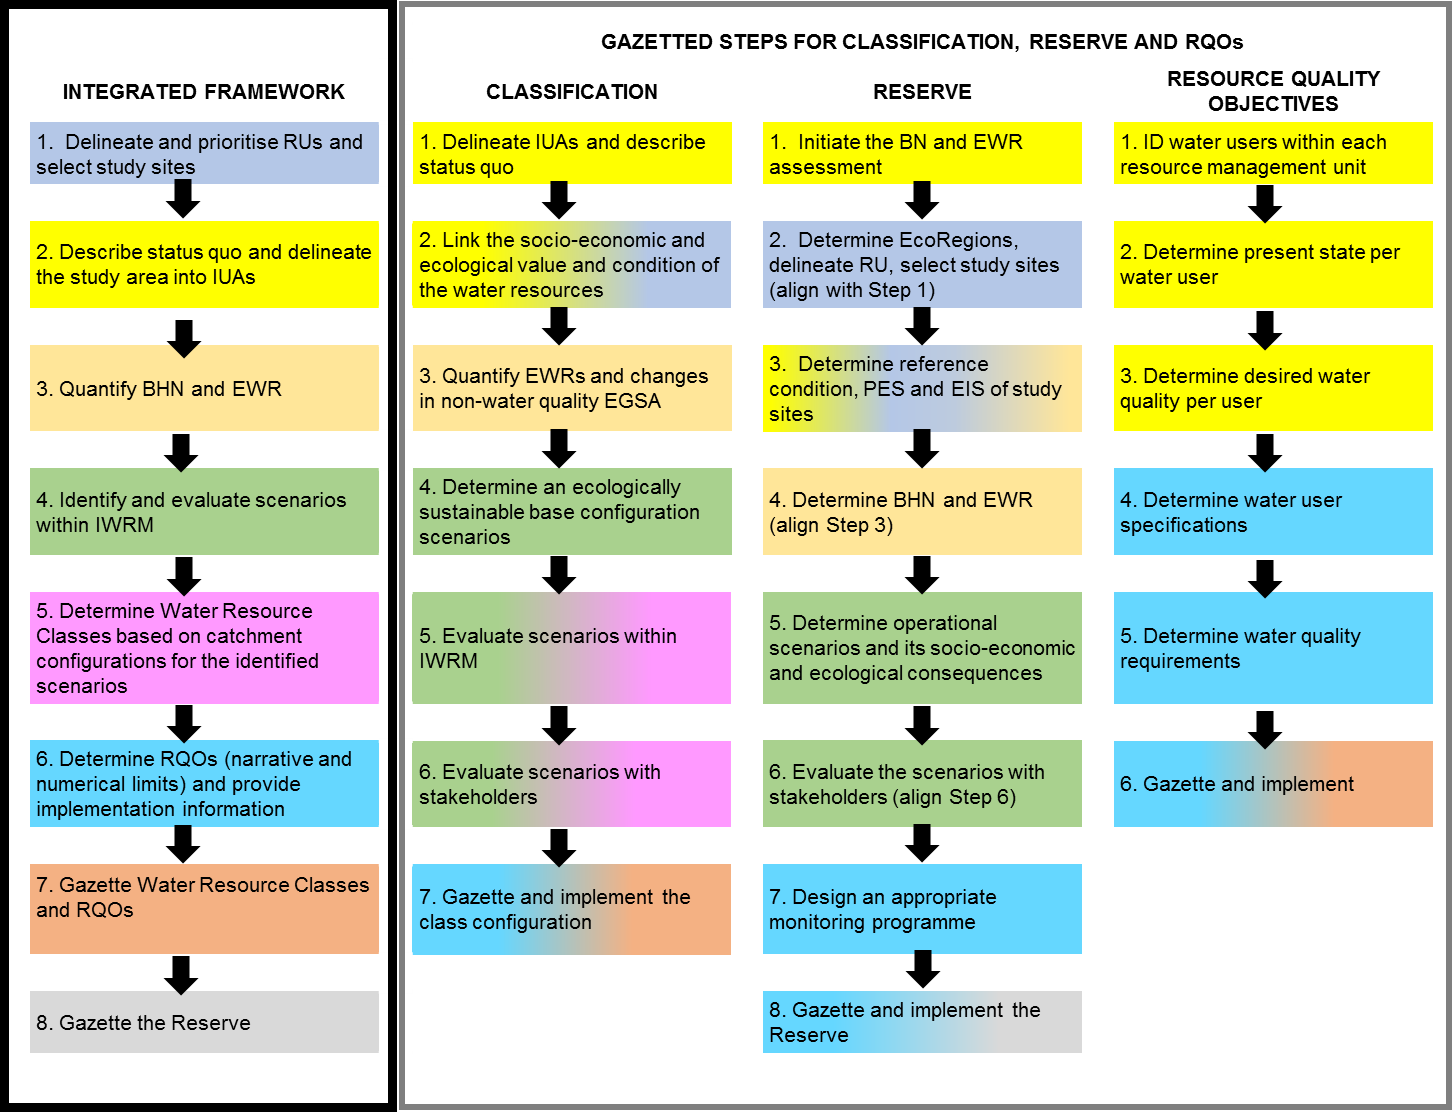 GAZETTED STEPS FOR CLASSIFICATION, RESERVE AND RQOs
INTEGRATED FRAMEWORK
1. Delineate and prioritise RUs and
select study sites
2. Describe status quo and delineate
the study area into IUAs
3. Quantify BHN and EWR
4. Identify and evaluate scenarios
within IWRM
5. Determine Water Resource
Classes based on catchment
configurations for the identified
scenarios
6. Determine RQOs (narrative and
numerical limits) and provide
implementation information
7. Gazette Water Resource Classes
and RQOs
8. Gazette the Reserve
CLASSIFICATION
1. Delineate IUAs and describe
status quo
2. Link the socio-economic and
ecological value and condition of
the water resources
3. Quantify EWRs and changes
in non-water quality EGSA
4. Determine an ecologically
sustainable base configuration
scenarios
5. Evaluate scenarios within
IWRM
6. Evaluate scenarios with
stakeholders
7. Gazette and implement the
class configuration
RESERVE
1. Initiate the BN and EWR
assessment
2. Determine EcoRegions,
delineate RU, select study sites
(align with Step 1)
3. Determine reference
condition, PES and EIS of study
sites
4. Determine BHN and EWR
(align Step 3)
5. Determine operational
scenarios and its socio-economic
and ecological consequences
6. Evaluate the scenarios with
stakeholders (align Step 6)
7. Design an appropriate
monitoring programme
8. Gazette and implement the
Reserve
RESOURCE QUALITY
OBJECTIVES
1. ID water users within each
resource management unit
2. Determine present state per
water user
3. Determine desired water
quality per user
4. Determine water user
specifications
5. Determine water quality
requirements
6. Gazette and implement